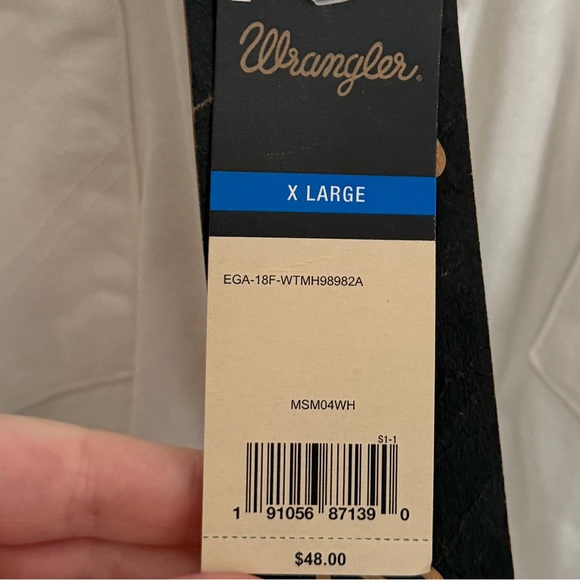 Wrangler®
X LARGE
EGA-18F-WTMH98982A
MSM04WH
S1-1
1 91056 87139 0
$48.00